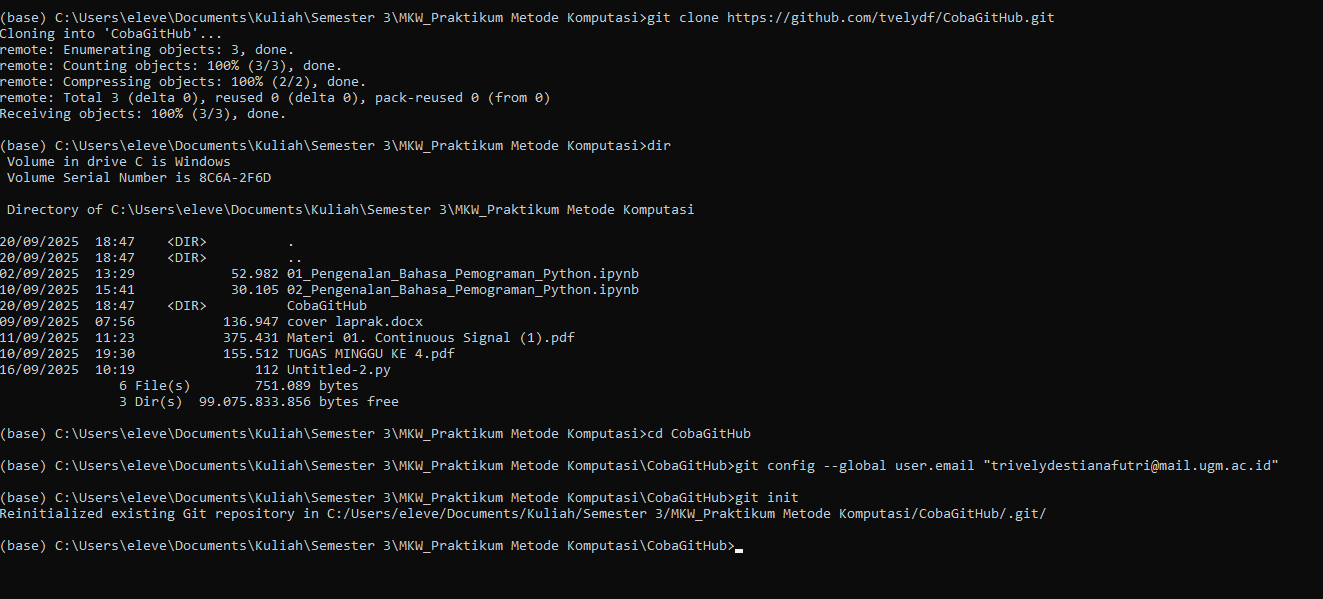 (base) C:\Users\eleve\Documents\Kuliah\Semester 3\MKW_Praktikum Metode Komputasi>git clone https://github.com/tvelydf/CobaGitHub.git
Cloning into 'CobaGitHub'...
remote: Enumerating objects: 3, done.
remote: Counting objects: 100% (3/3), done.
remote: Compressing objects: 100% (2/2), done.
remote: Total 3 (delta 0), reused 0 (delta 0), pack-reused 0 (from 0)
Receiving objects: 100% (3/3), done.
(base) C:\Users\eleve\Documents\Kuliah\Semester 3\MKW_Praktikum Metode Komputasi>dir
 Volume in drive C is Windows
 Volume Serial Number is 8C6A-2F6D
 Directory of C:\Users\eleve\Documents\Kuliah\Semester 3\MKW_Praktikum Metode Komputasi
20/09/2025  18:47    <DIR>          .
20/09/2025  18:47    <DIR>          ..
02/09/2025  13:29            52.982 01_Pengenalan_Bahasa_Pemograman_Python.ipynb
10/09/2025  15:41            30.105 02_Pengenalan_Bahasa_Pemograman_Python.ipynb
20/09/2025  18:47    <DIR>          CobaGitHub
09/09/2025  07:56           136.947 cover laprak.docx
11/09/2025  11:23           375.431 Materi 01. Continuous Signal (1).pdf
10/09/2025  19:30           155.512 TUGAS MINGGU KE 4.pdf
16/09/2025  10:19               112 Untitled-2.py
               6 File(s)        751.089 bytes
               3 Dir(s)  99.075.833.856 bytes free
(base) C:\Users\eleve\Documents\Kuliah\Semester 3\MKW_Praktikum Metode Komputasi>cd CobaGitHub
(base) C:\Users\eleve\Documents\Kuliah\Semester 3\MKW_Praktikum Metode Komputasi\CobaGitHub>git config --global user.email "trivelydestianafutri@mail.ugm.ac.id"
(base) C:\Users\eleve\Documents\Kuliah\Semester 3\MKW_Praktikum Metode Komputasi\CobaGitHub>git init
Reinitialized existing Git repository in C:/Users/eleve/Documents/Kuliah/Semester 3/MKW_Praktikum Metode Komputasi/CobaGitHub/.git/
(base) C:\Users\eleve\Documents\Kuliah\Semester 3\MKW_Praktikum Metode Komputasi\CobaGitHub>